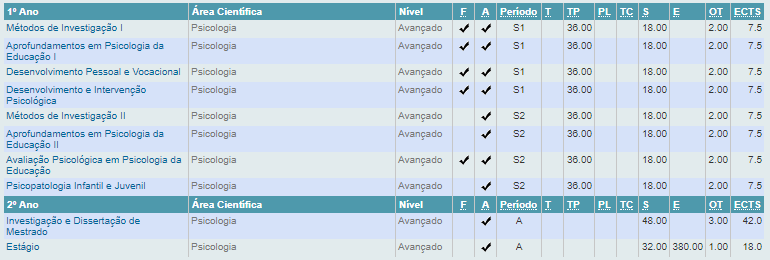 1º Ano Área Científica Nível F A Período T TP PL TC S E OT ECTS
Métodos de Investigação I Psicologia Avançado ✔ ✔ S1 36.00 18.00 2.00 7.5
Aprofundamentos em Psicologia da Educação I Psicologia Avançado ✔ ✔ S1 36.00 18.00 2.00 7.5
Desenvolvimento Pessoal e Vocacional Psicologia Avançado ✔ ✔ S1 36.00 18.00 2.00 7.5
Desenvolvimento e Intervenção Psicológica Psicologia Avançado ✔ ✔ S1 36.00 18.00 2.00 7.5
Métodos de Investigação II Psicologia Avançado ✔ S2 36.00 18.00 2.00 7.5
Aprofundamentos em Psicologia da Educação II Psicologia Avançado ✔ S2 36.00 18.00 2.00 7.5
Avaliação Psicológica em Psicologia da Educação Psicologia Avançado ✔ ✔ S2 36.00 18.00 2.00 7.5
Psicopatologia Infantil e Juvenil Psicologia Avançado ✔ S2 36.00 18.00 2.00 7.5
2º Ano Área Científica Nível F A Período T TP PL TC S E OT ECTS
Investigação e Dissertação de Mestrado Psicologia Avançado ✔ A 48.00 3.00 42.0
Estágio Psicologia Avançado ✔ A 32.00 380.00 1.00 18.0